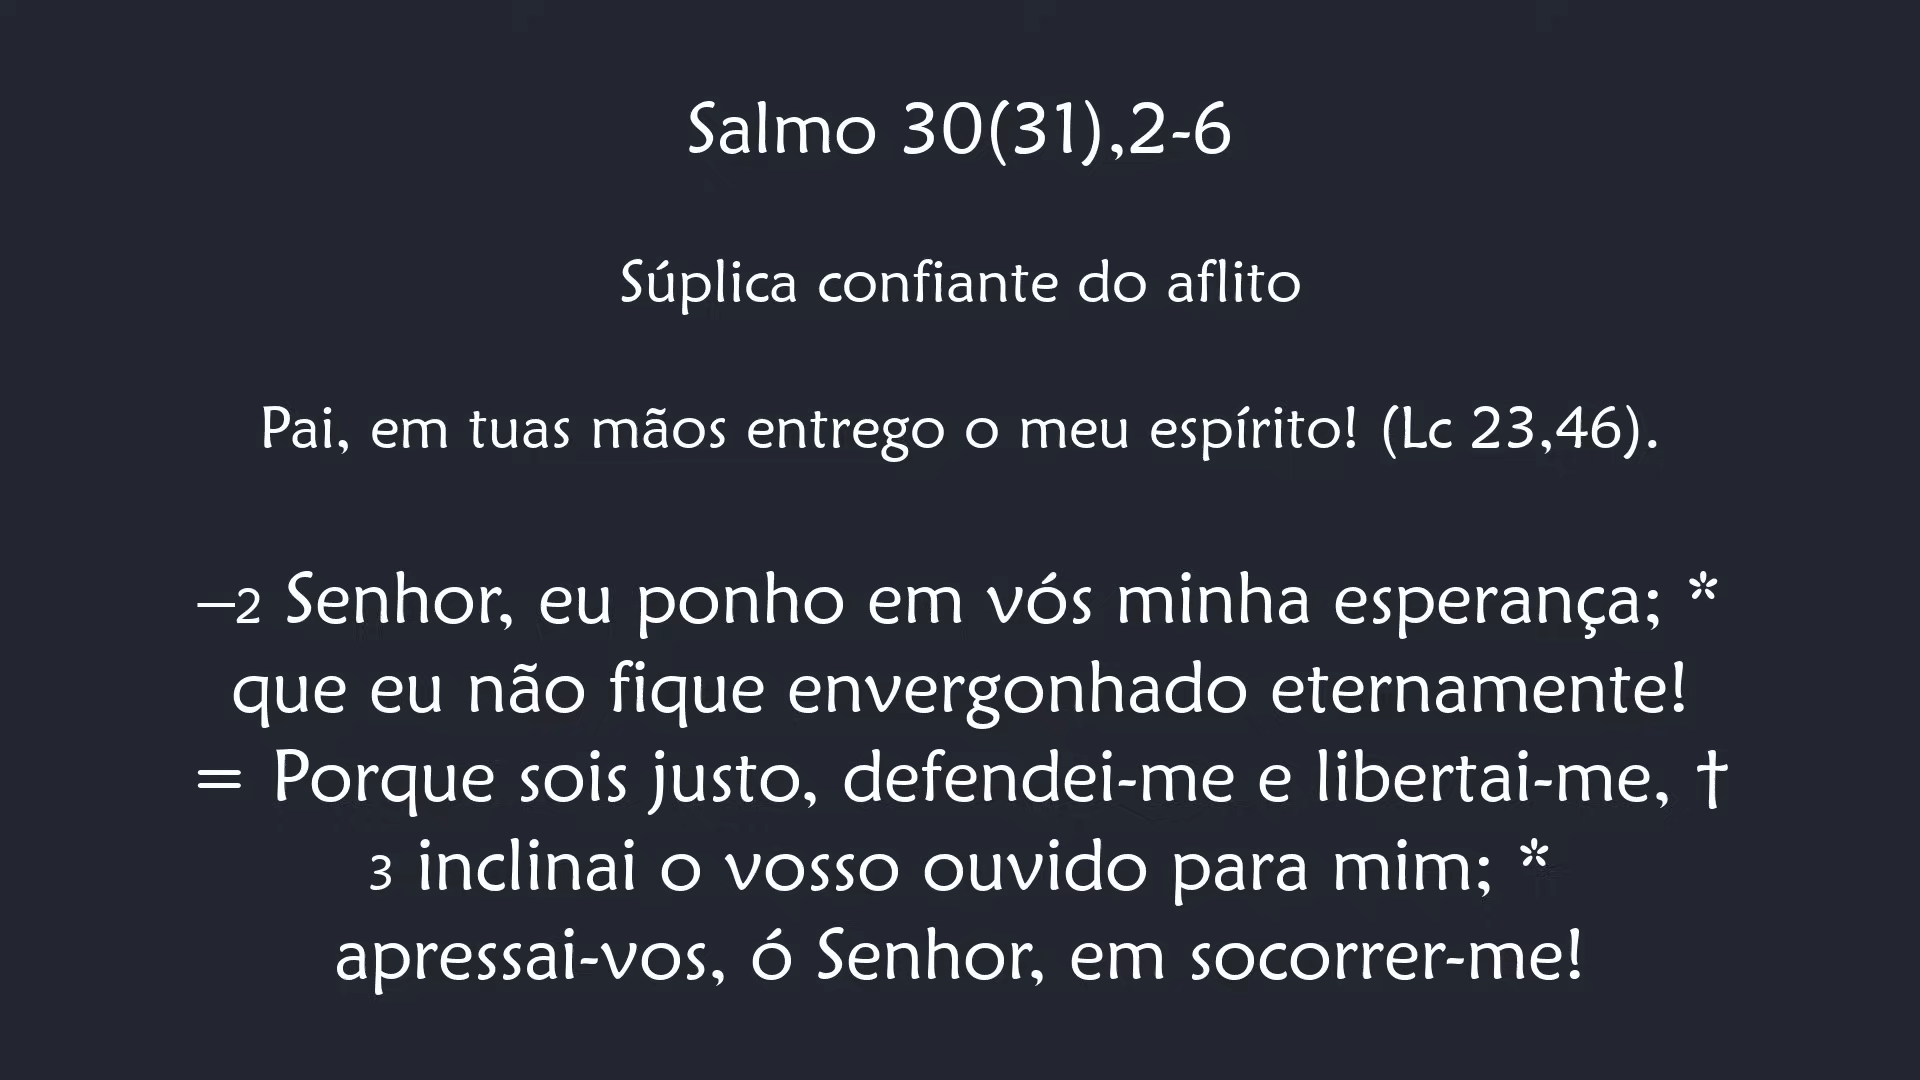 Salmo 30(31),2-6
Súplica confiante do aflito
Pai, em tuas mãos entrego o meu espírito! (Lc 23,46).
–2 Senhor, eu ponho em vós minha esperança; *
que eu não fique envergonhado eternamente!
= Porque sois justo, defendei-me e libertai-me, †
3 inclinai o vosso ouvido para mim; *
apressai-vos, ó Senhor, em socorrer-me!